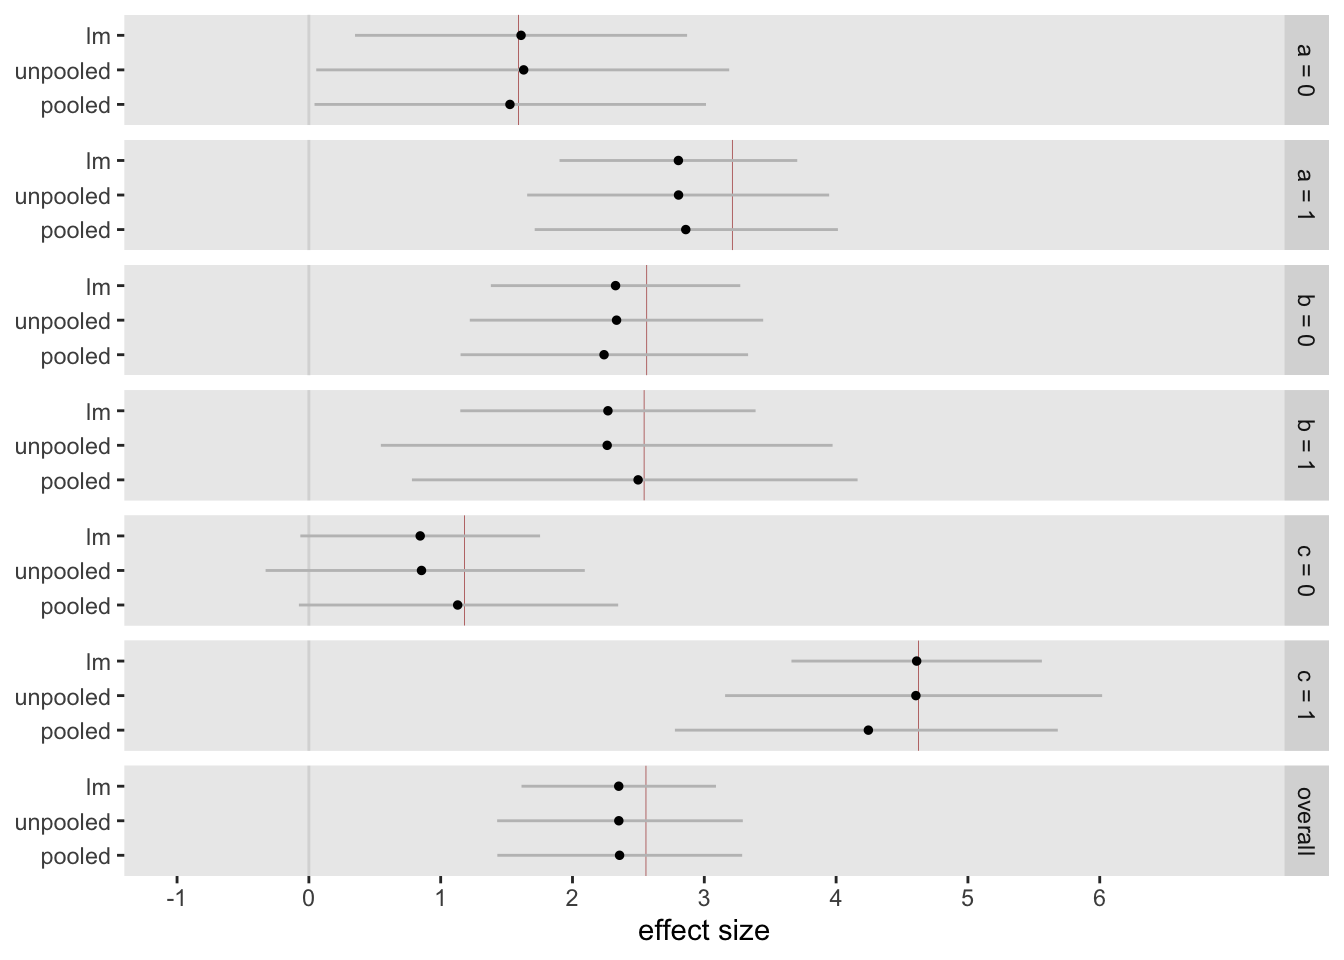 lm
unpooled
pooled
a = 0
lm
unpooled
pooled
a = 1
lm
unpooled
pooled
b = 0
lm
unpooled
pooled
b = 1
lm
unpooled
pooled
c = 0
lm
unpooled
pooled
c = 1
lm
unpooled
pooled
overall
-1 0 1 2 3 4 5 6
effect size